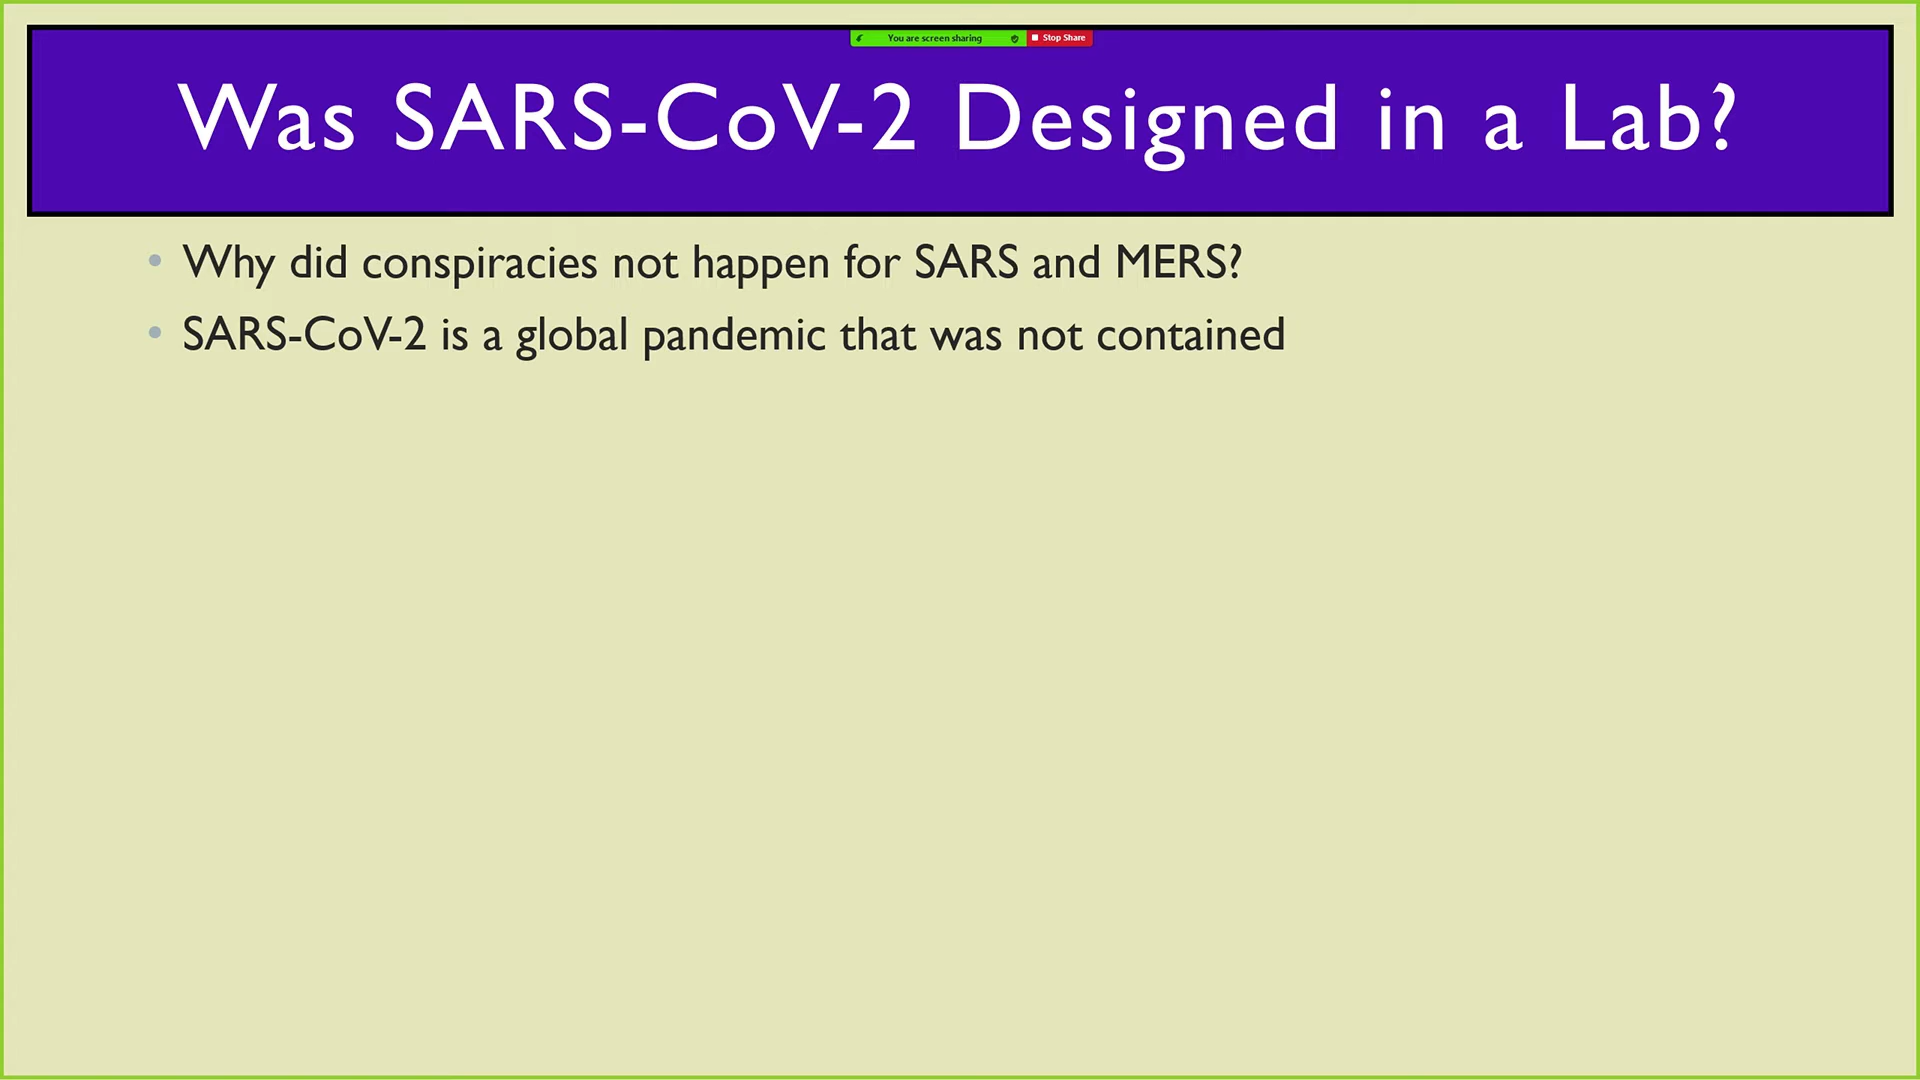 You are screen sharing
Stop Share
Was SARS-CoV-2 Designed in a Lab?
• Why did conspiracies not happen for SARS and MERS?
• SARS-CoV-2 is a global pandemic that was not contained